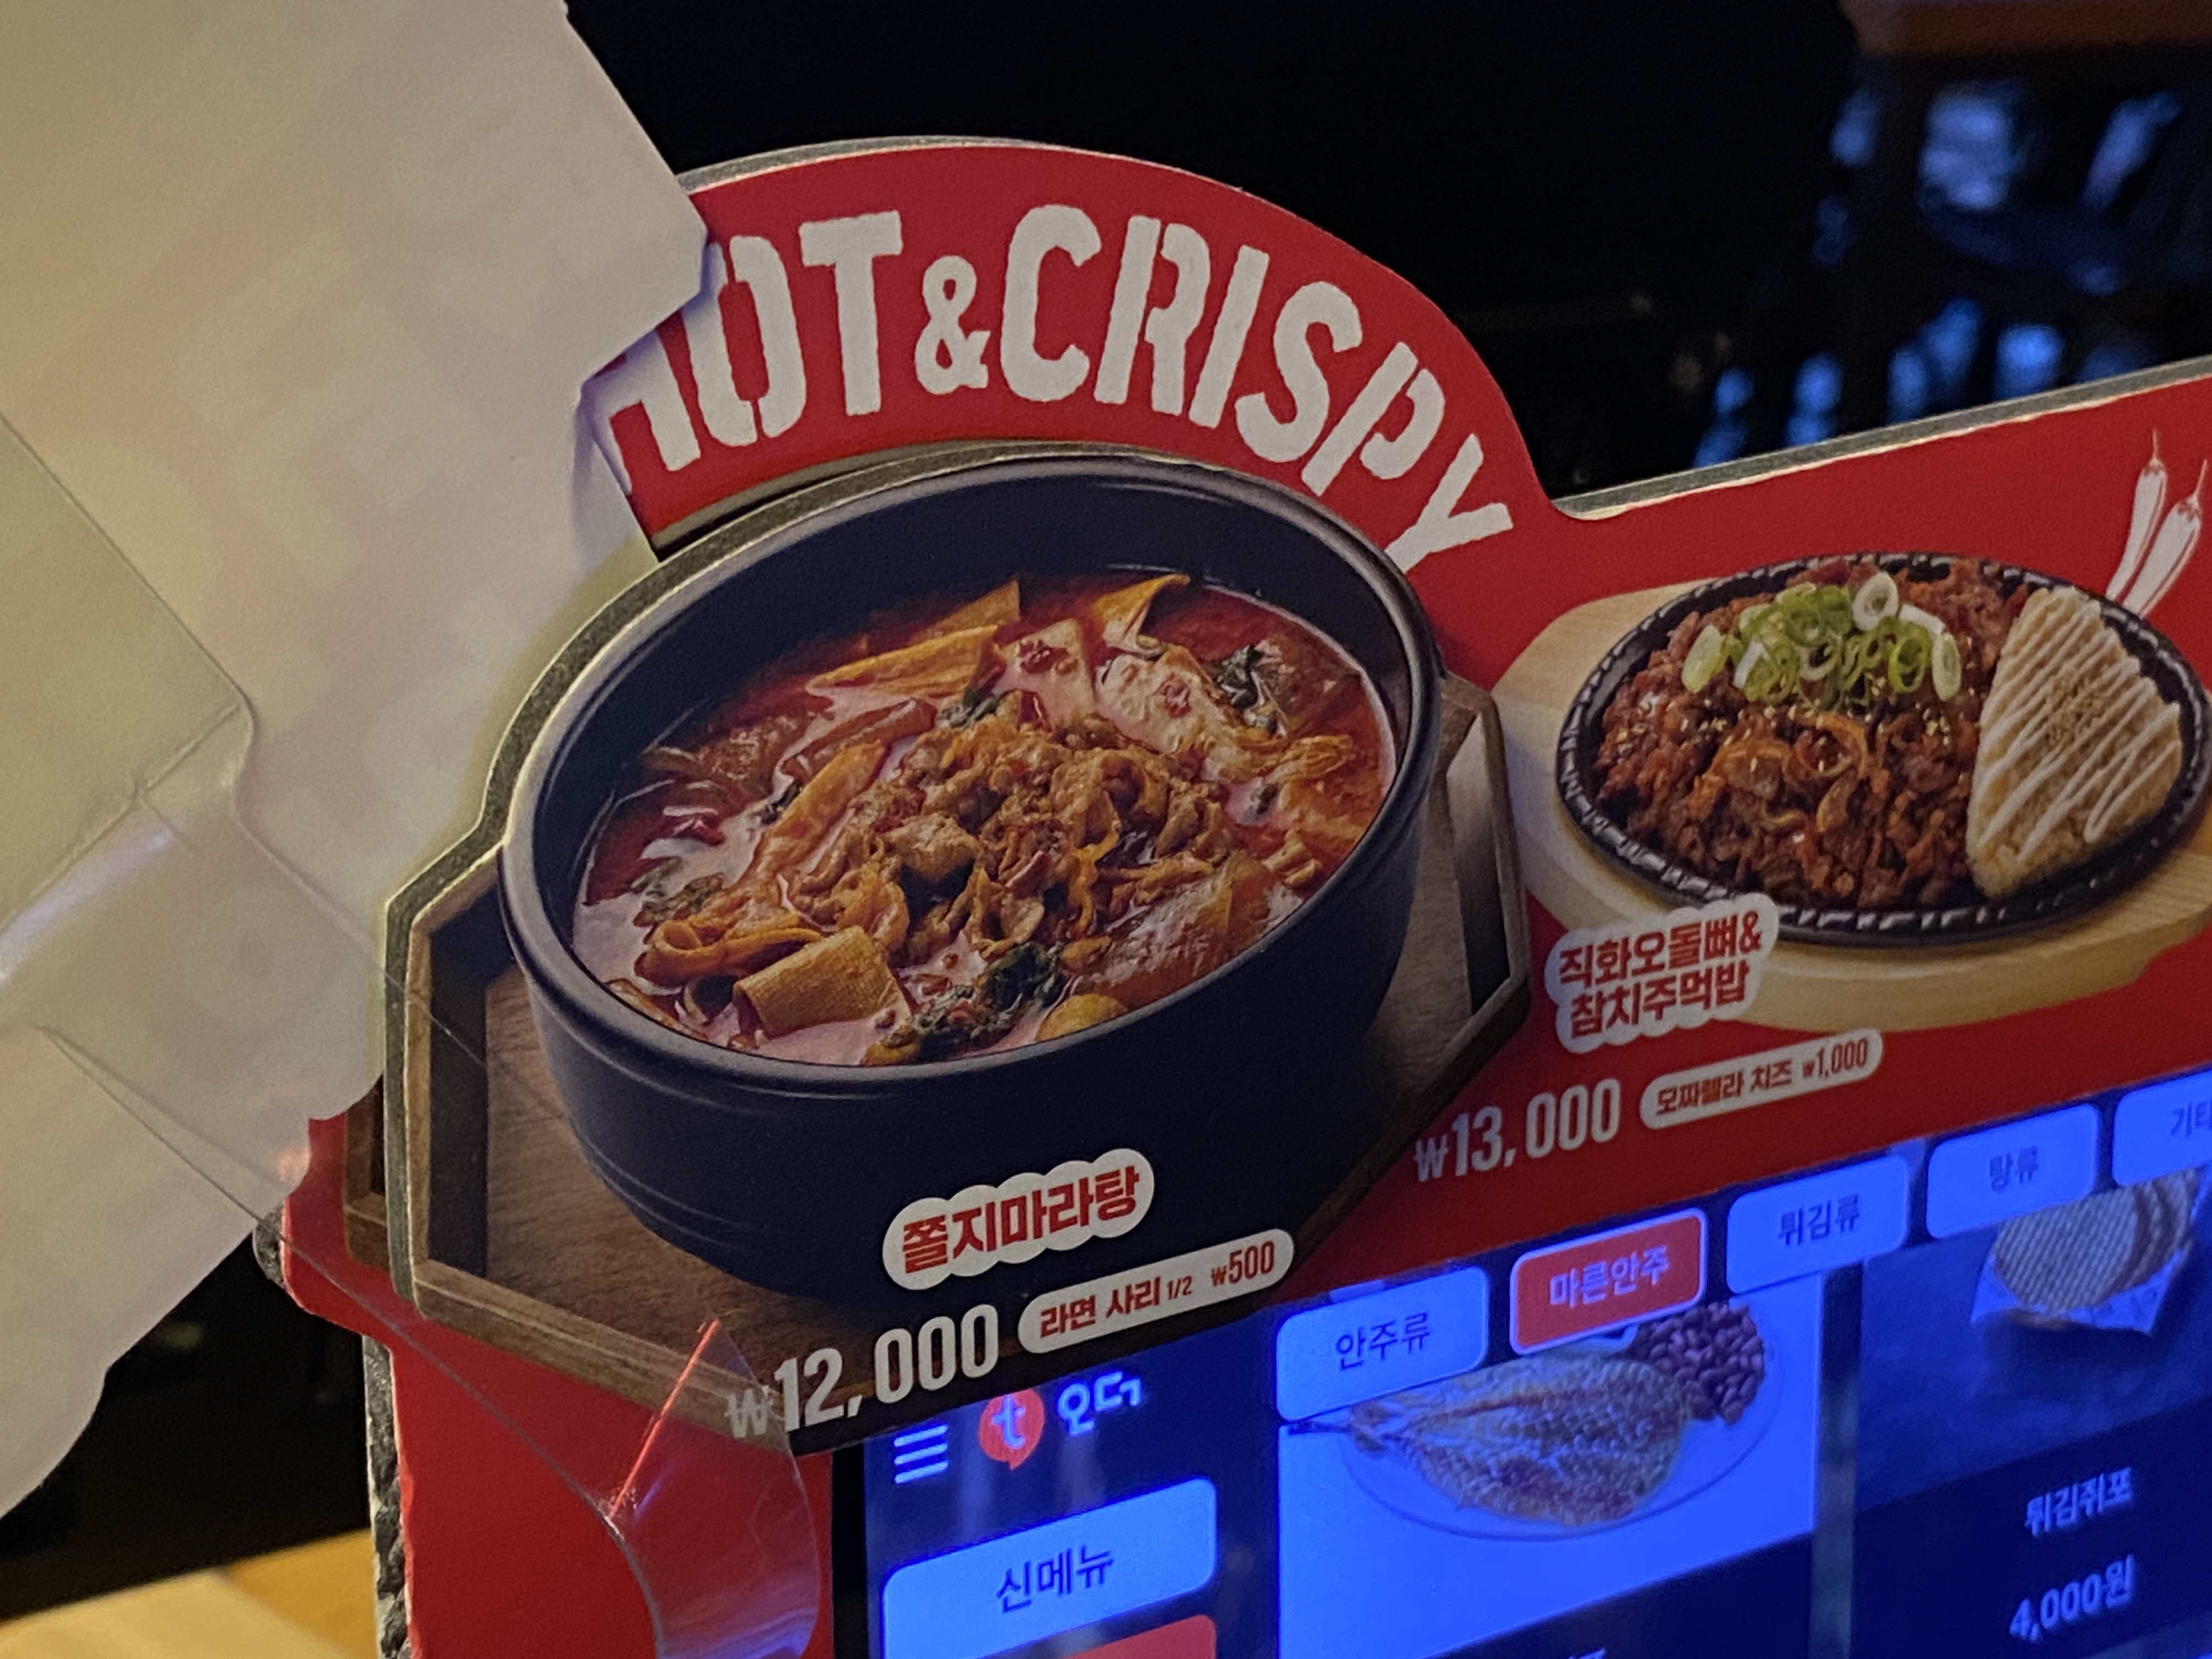 HOT&CRISPY
직화오돌뼈&
참치주먹밥
₩13,000 모짜렐라 치즈 ₩1,000
쫄지마라탕
₩12,000 라면 사리 1/2 ₩500
t오더
안주류 마른안주 튀김류 탕류 기타
신메뉴
튀김쥐포
4,000원